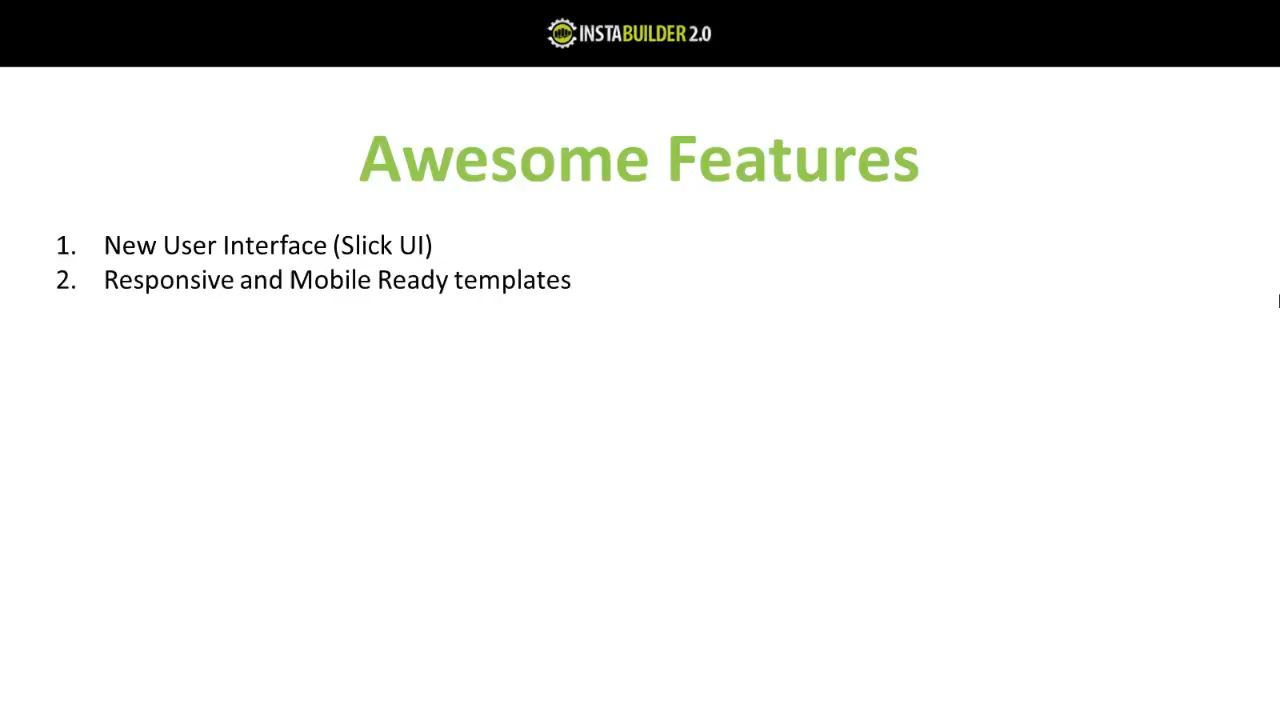 INSTABUILDER 2.0
Awesome Features
1. New User Interface (Slick UI)
2. Responsive and Mobile Ready templates